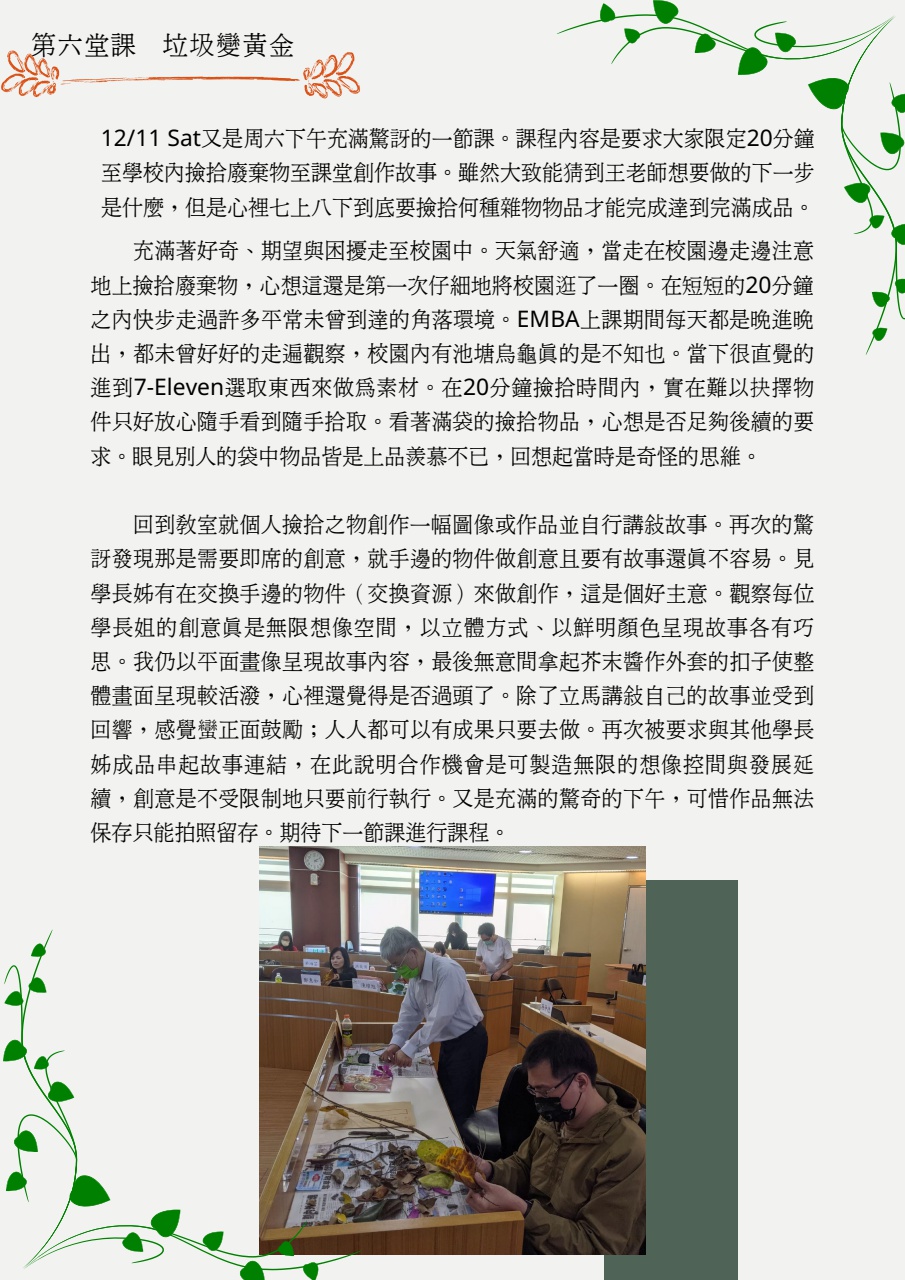 第六堂課　垃圾變黃金
12/11 Sat又是周六下午充滿驚訝的一節課。課程內容是要求大家限定20分鐘
至學校內撿拾廢棄物至課堂創作故事。雖然大致能猜到王老師想要做的下一步
是什麼，但是心裡七上八下到底要撿拾何種雜物物品才能完成達到完滿成品。
充滿著好奇、期望與困擾走至校園中。天氣舒適，當走在校園邊走邊注意
地上撿拾廢棄物，心想這還是第一次仔細地將校園逛了一圈。在短短的20分鐘
之內快步走過許多平常未曾到達的角落環境。EMBA上課期間每天都是晚進晚
出，都未曾好好的走遍觀察，校園內有池塘烏龜真的是不知也。當下很直覺的
進到7-Eleven選取東西來做為素材。在20分鐘撿拾時間內，實在難以抉擇物
件只好放心隨手看到隨手拾取。看著滿袋的撿拾物品，心想是否足夠後續的要
求。眼見別人的袋中物品皆是上品羨慕不已，回想起當時是奇怪的思維。
回到教室就個人撿拾之物創作一幅圖像或作品並自行講敍故事。再次的驚
訝發現那是需要即席的創意，就手邊的物件做創意且要有故事還真不容易。見
學長姊有在交換手邊的物件（交換資源）來做創作，這是個好主意。觀察每位
學長姐的創意真是無限想像空間，以立體方式、以鮮明顏色呈現故事各有巧
思。我仍以平面畫像呈現故事內容，最後無意間拿起芥末醬作外套的扣子使整
體畫面呈現較活潑，心裡還覺得是否過頭了。除了立馬講敍自己的故事並受到
回響，感覺蠻正面鼓勵；人人都可以有成果只要去做。再次被要求與其他學長
姊成品串起故事連結，在此說明合作機會是可製造無限的想像控間與發展延
續，創意是不受限制地只要前行執行。又是充滿的驚奇的下午，可惜作品無法
保存只能拍照留存。期待下一節課進行課程。